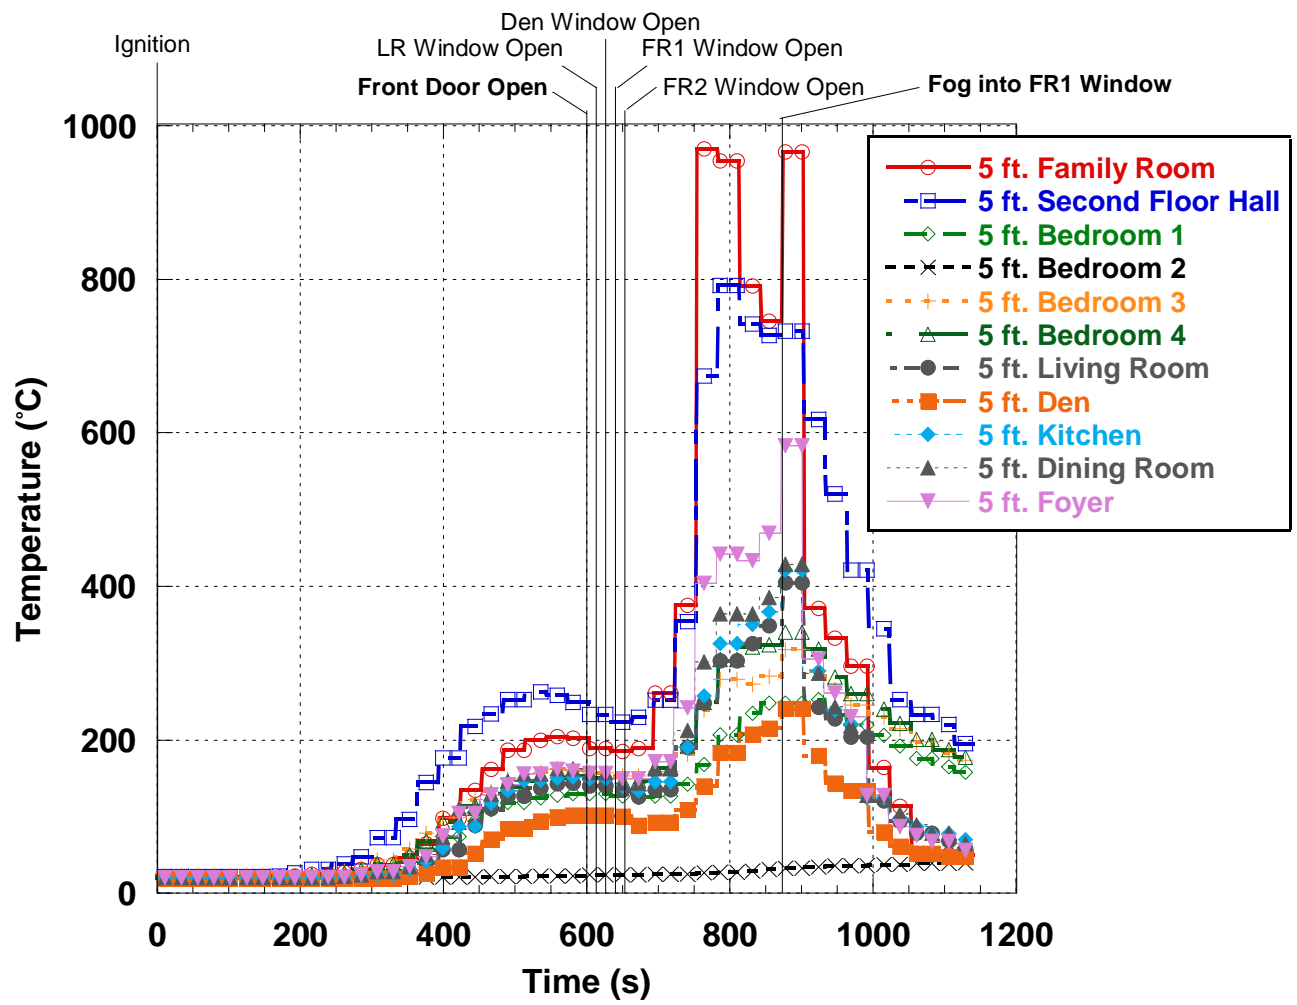 Den Window Open
Ignition
LR Window Open
FR1 Window Open
Front Door Open
FR2 Window Open
Fog into FR1 Window
1000
800
600
400
200
0
Temperature (°C)
5 ft. Family Room
5 ft. Second Floor Hall
5 ft. Bedroom 1
5 ft. Bedroom 2
5 ft. Bedroom 3
5 ft. Bedroom 4
5 ft. Living Room
5 ft. Den
5 ft. Kitchen
5 ft. Dining Room
5 ft. Foyer
0 200 400 600 800 1000 1200
Time (s)